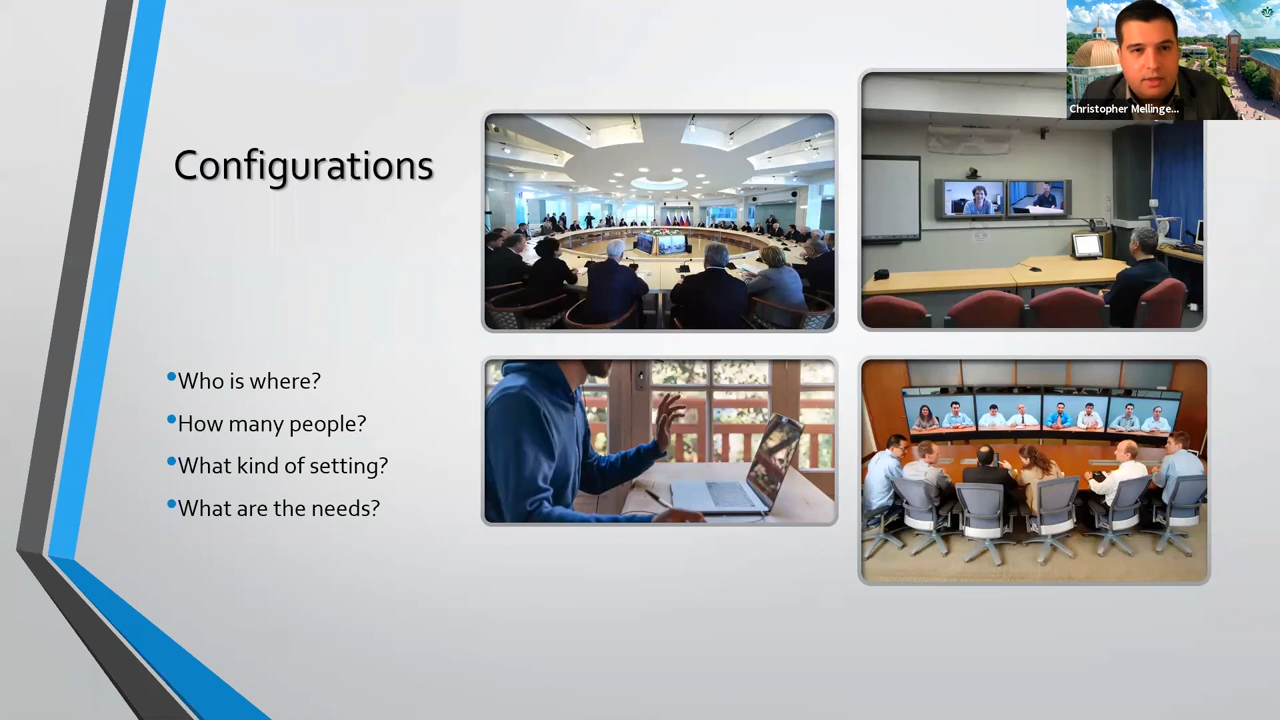 Christopher Mellinge...
Configurations
•Who is where?
•How many people?
•What kind of setting?
•What are the needs?